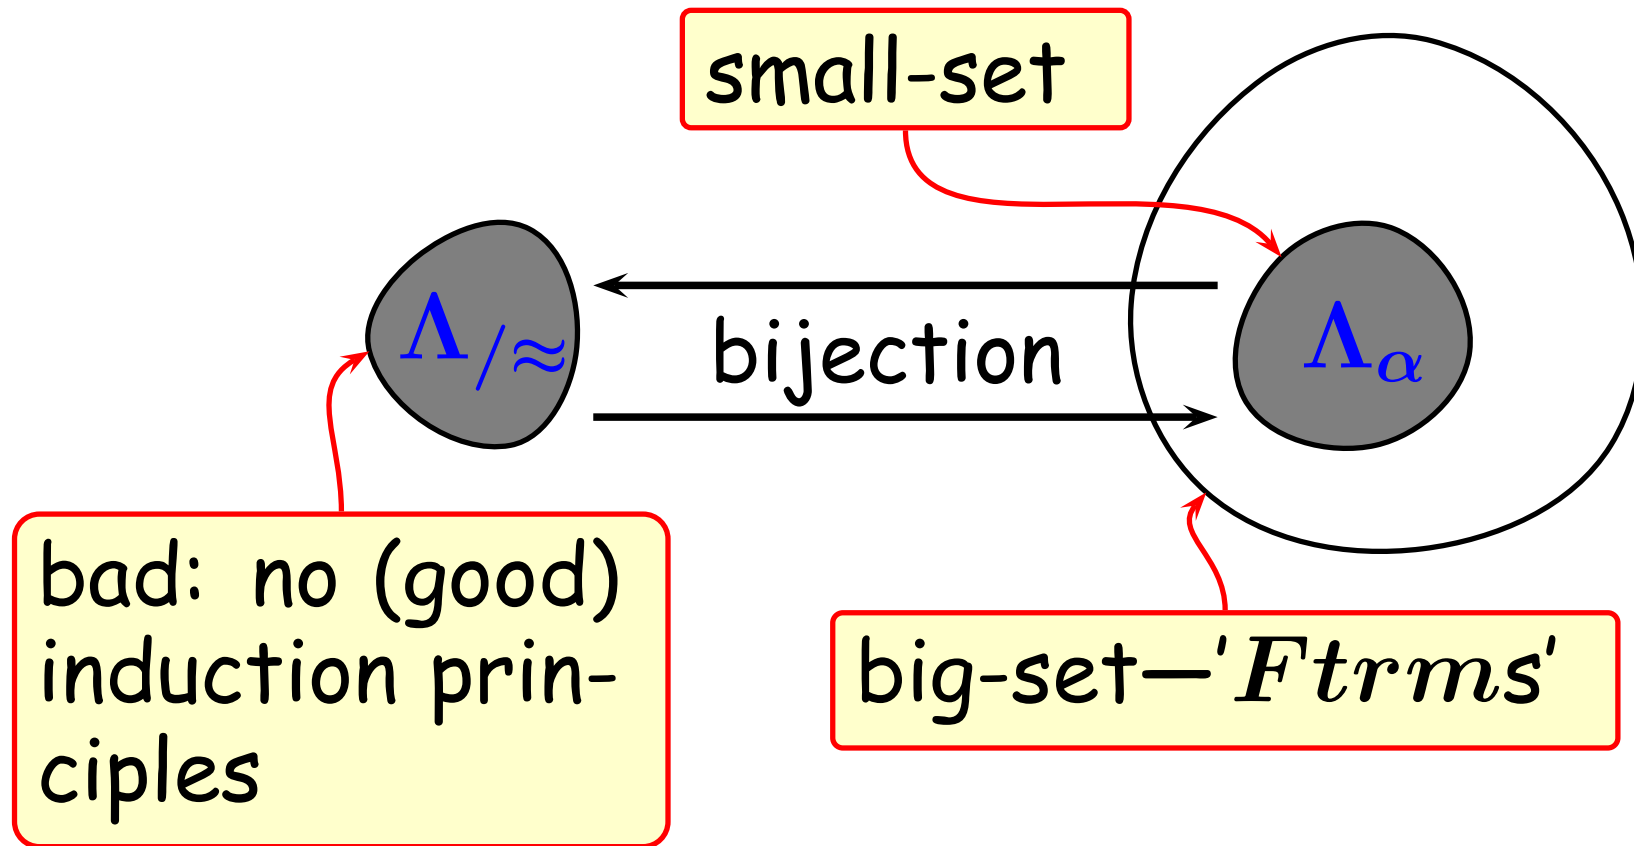 small-set
Λ/≈
bijection
Λα
bad: no (good)
induction prin-
ciples
big-set—'Ftrms'